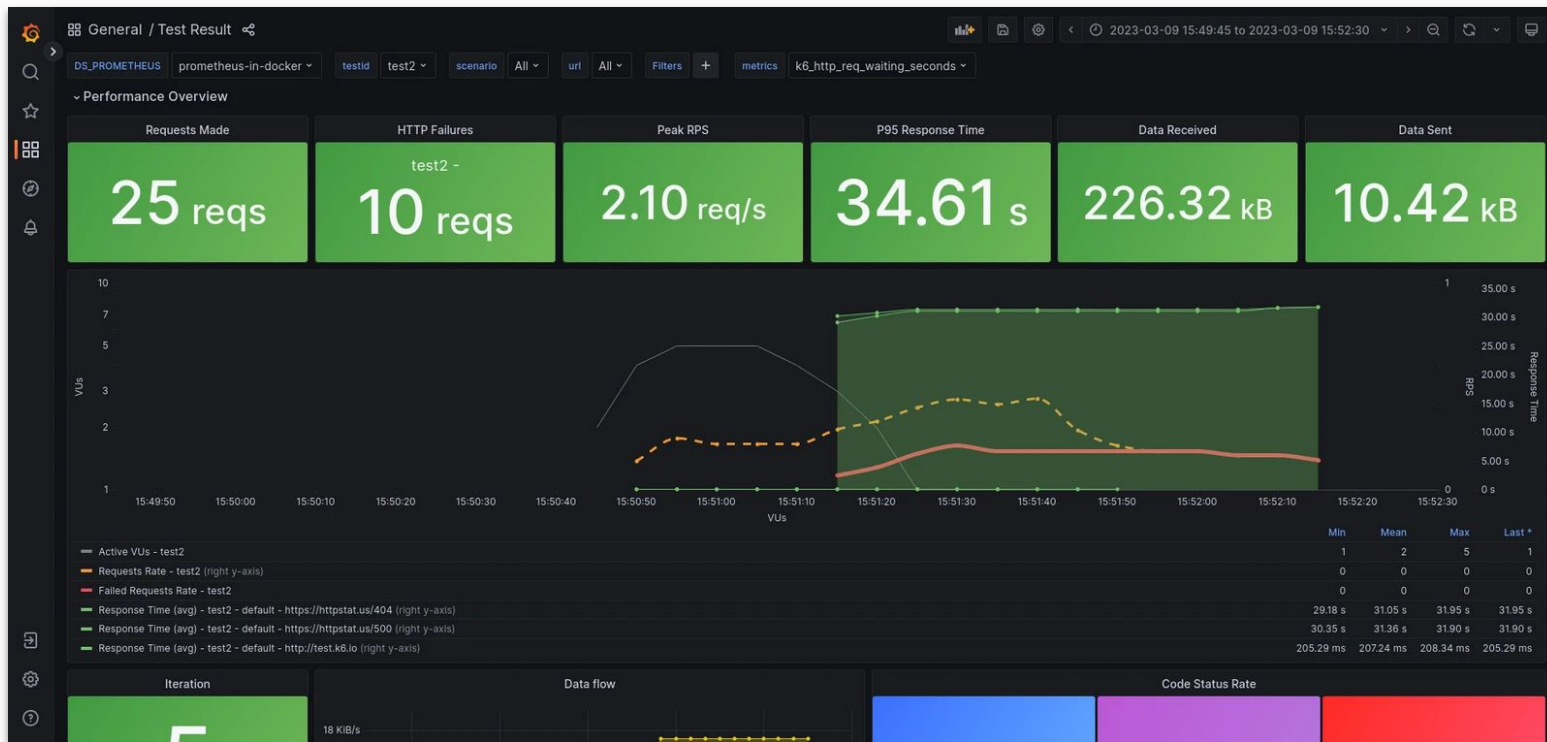 General / Test Result
2023-03-09 15:49:45 to 2023-03-09 15:52:30
DS_PROMETHEUS prometheus-in-docker testid test2 scenario All url All Filters + metrics k6_http_req_waiting_seconds
Performance Overview
Requests Made HTTP Failures Peak RPS P95 Response Time Data Received Data Sent
test2 -
25 reqs 10 reqs 2.10 req/s 34.61 s 226.32 kB 10.42 kB
10 1 35.00 s
7 30.00 s
5 25.00 s
VUs 3 20.00 s
RPS Response Time
15.00 s
2 10.00 s
5.00 s
1 0 0 s
15:49:50 15:50:00 15:50:10 15:50:20 15:50:30 15:50:40 15:50:50 15:51:00 15:51:10 15:51:20 15:51:30 15:51:40 15:51:50 15:52:00 15:52:10 15:52:20 15:52:30
VUs
Min Mean Max Last *
Active VUs - test2 1 2 5 1
Requests Rate - test2 (right y-axis) 0 0 0 0
Failed Requests Rate - test2 0 0 0 0
Response Time (avg) - test2 - default - https://httpstat.us/404 (right y-axis) 29.18 s 31.05 s 31.95 s 31.95 s
Response Time (avg) - test2 - default - https://httpstat.us/500 (right y-axis) 30.35 s 31.36 s 31.90 s 31.90 s
Response Time (avg) - test2 - default - http://test.k6.io (right y-axis) 205.29 ms 207.24 ms 208.34 ms 205.29 ms
Iteration Data flow Code Status Rate
18 KiB/s